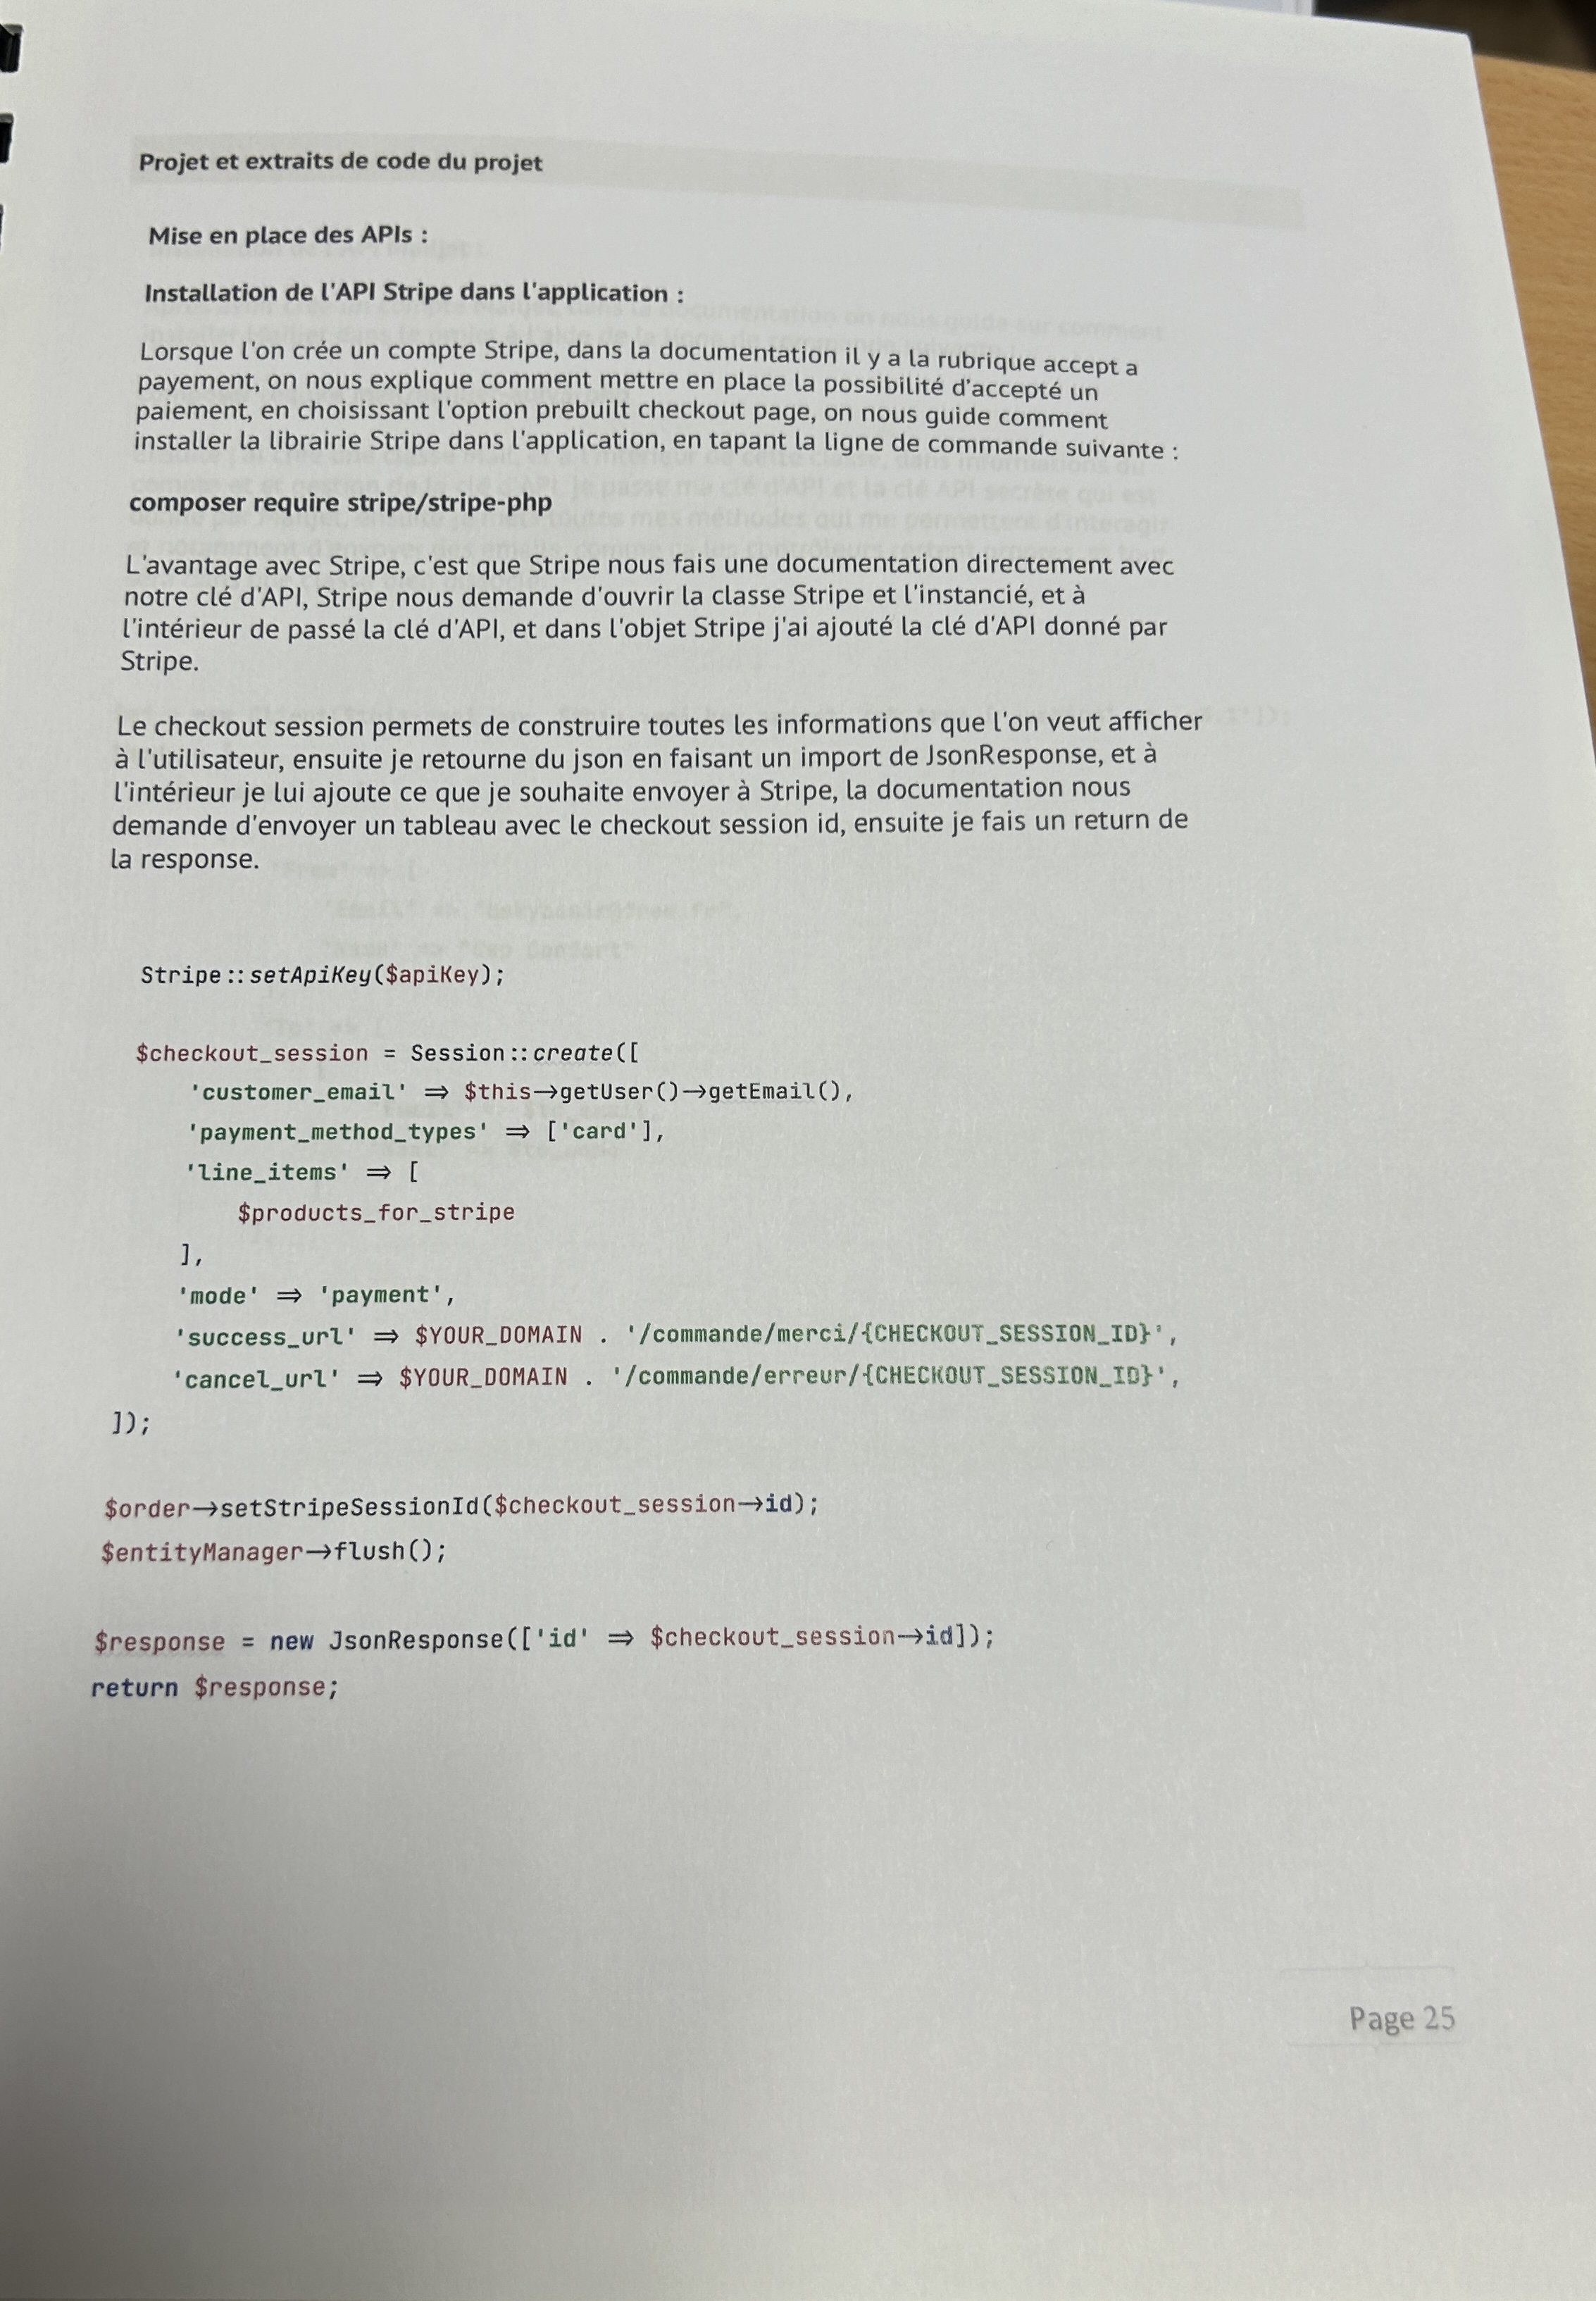 Projet et extraits de code du projet
Mise en place des APIs :
Installation de l'API Stripe dans l'application :
Lorsque l'on crée un compte Stripe, dans la documentation il y a la rubrique accept a
payement, on nous explique comment mettre en place la possibilité d'accepté un
paiement, en choisissant l'option prebuilt checkout page, on nous guide comment
installer la librairie Stripe dans l'application, en tapant la ligne de commande suivante :
composer require stripe/stripe-php
L'avantage avec Stripe, c'est que Stripe nous fais une documentation directement avec
notre clé d'API, Stripe nous demande d'ouvrir la classe Stripe et l'instancié, et à
l'intérieur de passé la clé d'API, et dans l'objet Stripe j'ai ajouté la clé d'API donné par
Stripe.
Le checkout session permets de construire toutes les informations que l'on veut afficher
à l'utilisateur, ensuite je retourne du json en faisant un import de JsonResponse, et à
l'intérieur je lui ajoute ce que je souhaite envoyer à Stripe, la documentation nous
demande d'envoyer un tableau avec le checkout session id, ensuite je fais un return de
la response.
Stripe::setApiKey($apiKey);
$checkout_session = Session::create([
'customer_email' => $this->getUser()->getEmail(),
'payment_method_types' => ['card'],
'line_items' => [
$products_for_stripe
],
'mode' => 'payment',
'success_url' => $YOUR_DOMAIN . '/commande/merci/{CHECKOUT_SESSION_ID}',
'cancel_url' => $YOUR_DOMAIN . '/commande/erreur/{CHECKOUT_SESSION_ID}',
]);
$order->setStripeSessionId($checkout_session->id);
$entityManager->flush();
$response = new JsonResponse(['id' => $checkout_session->id]);
return $response;
Page 25